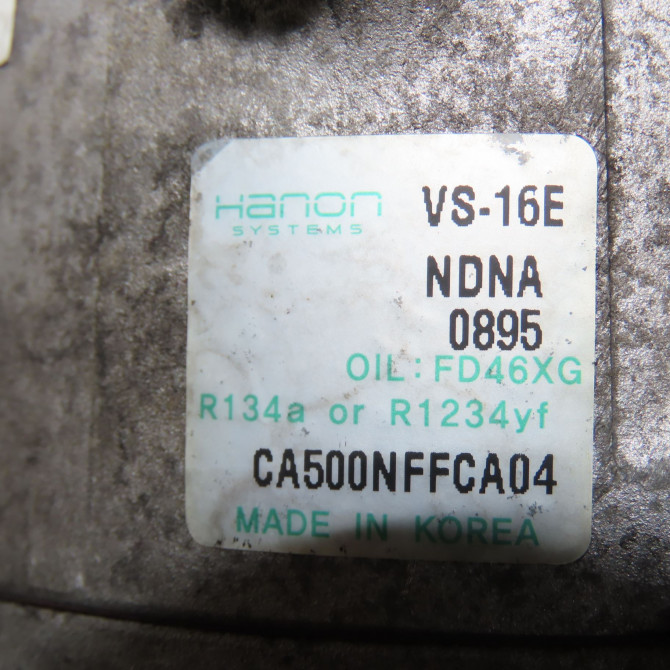 Hanon VS-16E
SYSTEMS
NDNA
0895
OIL: FD46XG
R134a or R1234yf
CA500NFFCA04
MADE IN KOREA